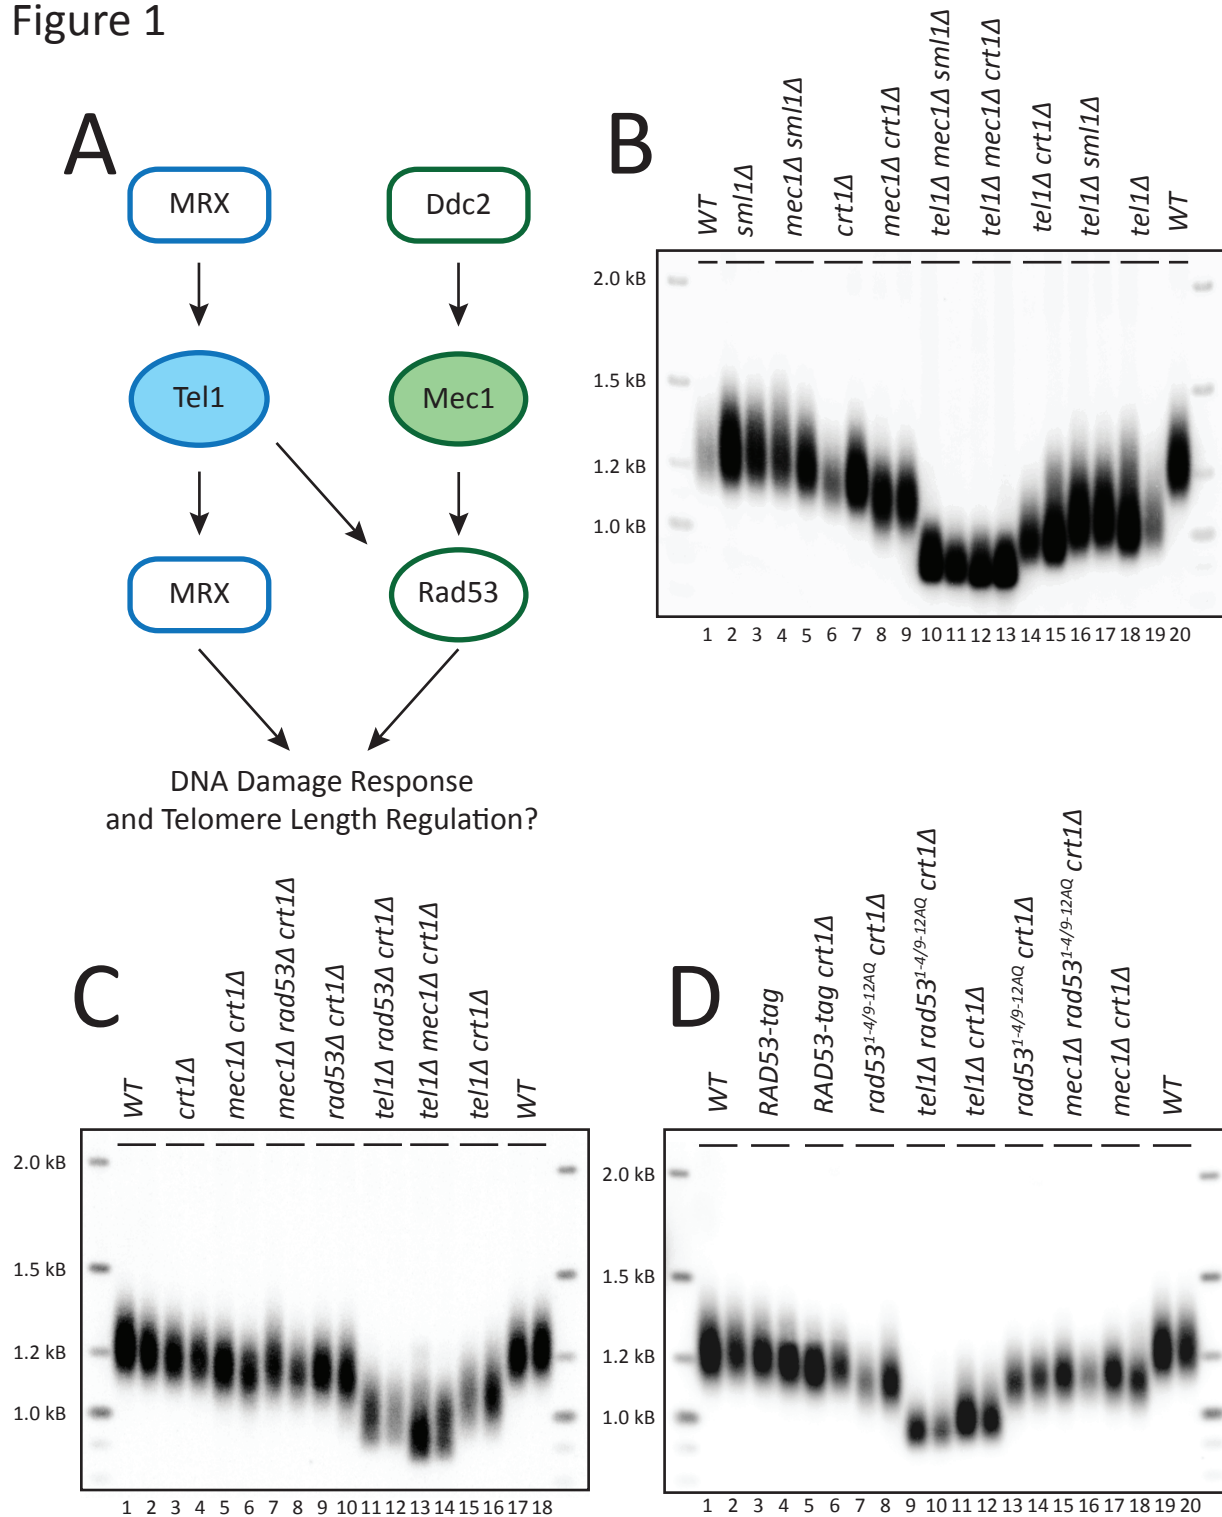 Figure 1
A
MRX
Ddc2
Tel1
Mec1
MRX
Rad53
DNA Damage Response
and Telomere Length Regulation?
B
WT
sml1Δ
mec1Δ sml1Δ
crt1Δ
mec1Δ crt1Δ
tel1Δ mec1Δ sml1Δ
tel1Δ mec1Δ crt1Δ
tel1Δ crt1Δ
tel1Δ sml1Δ
tel1Δ
WT
2.0 kB
1.5 kB
1.2 kB
1.0 kB
1 2 3 4 5 6 7 8 9 10 11 12 13 14 15 16 17 18 19 20
C
WT
crt1Δ
mec1Δ crt1Δ
mec1Δ rad53Δ crt1Δ
rad53Δ crt1Δ
tel1Δ rad53Δ crt1Δ
tel1Δ mec1Δ crt1Δ
tel1Δ crt1Δ
WT
2.0 kB
1.5 kB
1.2 kB
1.0 kB
1 2 3 4 5 6 7 8 9 10 11 12 13 14 15 16 17 18
D
WT
RAD53-tag
RAD53-tag crt1Δ
rad53^1-4/9-12AQ crt1Δ
tel1Δ rad53^1-4/9-12AQ crt1Δ
tel1Δ crt1Δ
rad53^1-4/9-12AQ crt1Δ
mec1Δ rad53^1-4/9-12AQ crt1Δ
mec1Δ crt1Δ
WT
2.0 kB
1.5 kB
1.2 kB
1.0 kB
1 2 3 4 5 6 7 8 9 10 11 12 13 14 15 16 17 18 19 20